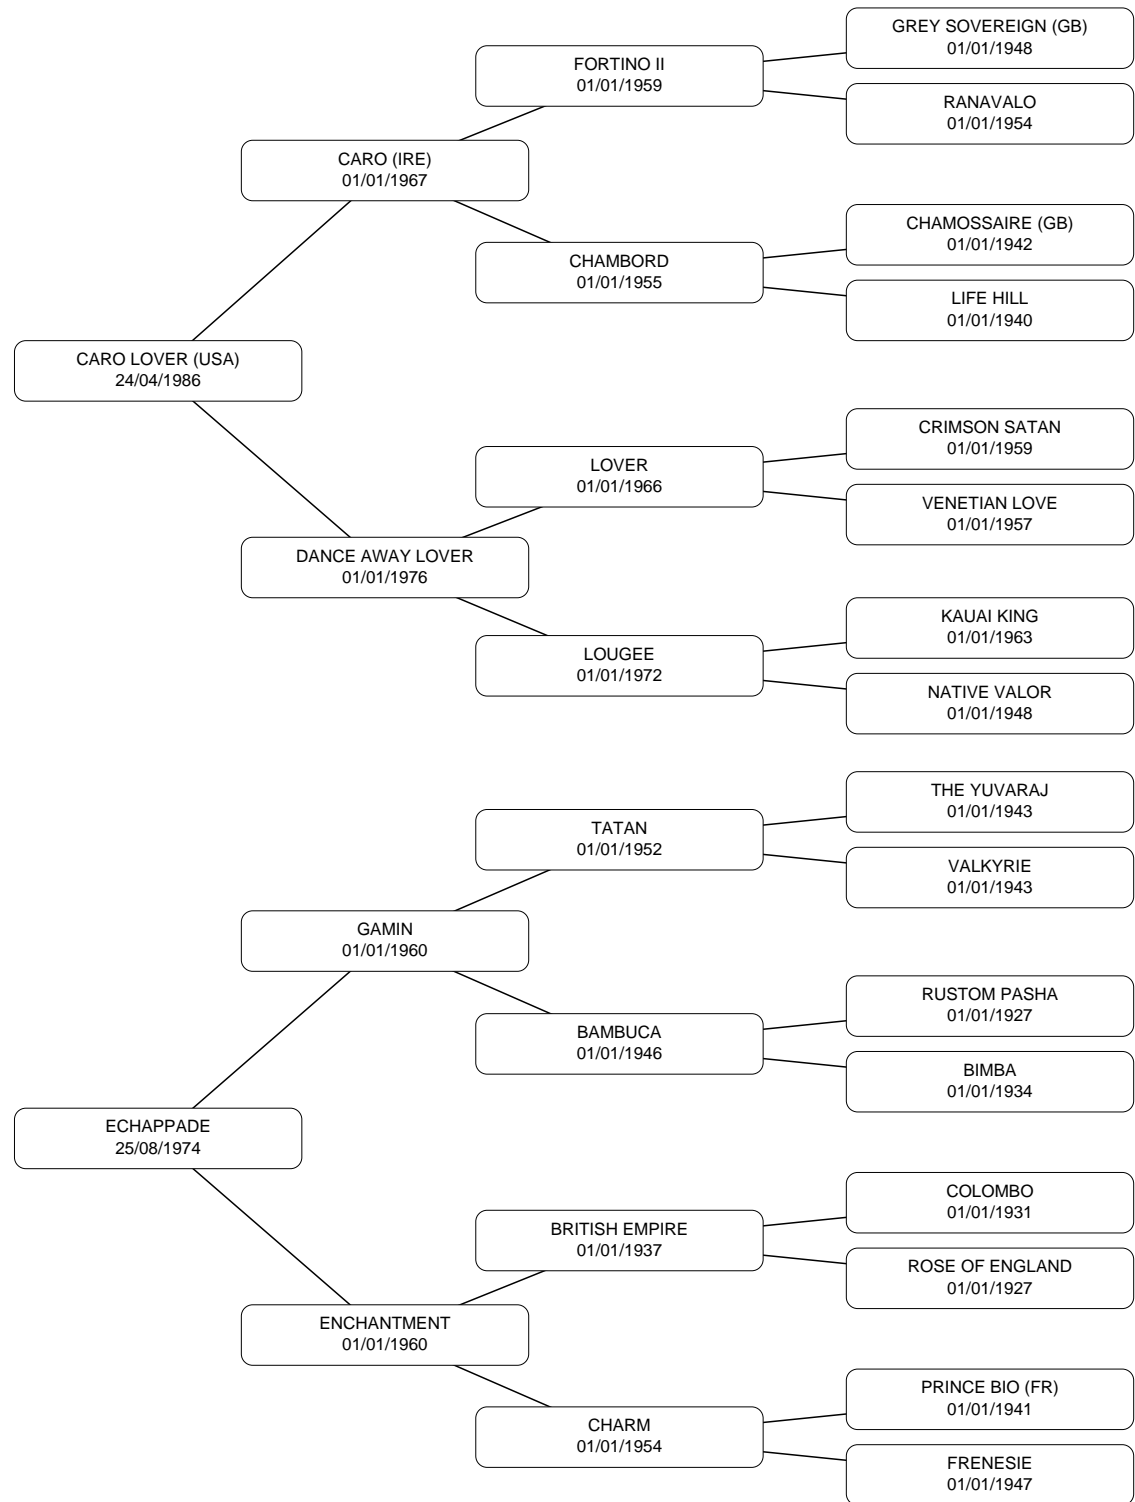 GREY SOVEREIGN (GB)
01/01/1948
FORTINO II
01/01/1959
RANAVALO
01/01/1954
CARO (IRE)
01/01/1967
CHAMOSSAIRE (GB)
01/01/1942
CHAMBORD
01/01/1955
LIFE HILL
01/01/1940
CARO LOVER (USA)
24/04/1986
CRIMSON SATAN
01/01/1959
LOVER
01/01/1966
VENETIAN LOVE
01/01/1957
DANCE AWAY LOVER
01/01/1976
KAUAI KING
01/01/1963
LOUGEE
01/01/1972
NATIVE VALOR
01/01/1948
THE YUVARAJ
01/01/1943
TATAN
01/01/1952
VALKYRIE
01/01/1943
GAMIN
01/01/1960
RUSTOM PASHA
01/01/1927
BAMBUCA
01/01/1946
BIMBA
01/01/1934
ECHAPPADE
25/08/1974
COLOMBO
01/01/1931
BRITISH EMPIRE
01/01/1937
ROSE OF ENGLAND
01/01/1927
ENCHANTMENT
01/01/1960
PRINCE BIO (FR)
01/01/1941
CHARM
01/01/1954
FRENESIE
01/01/1947